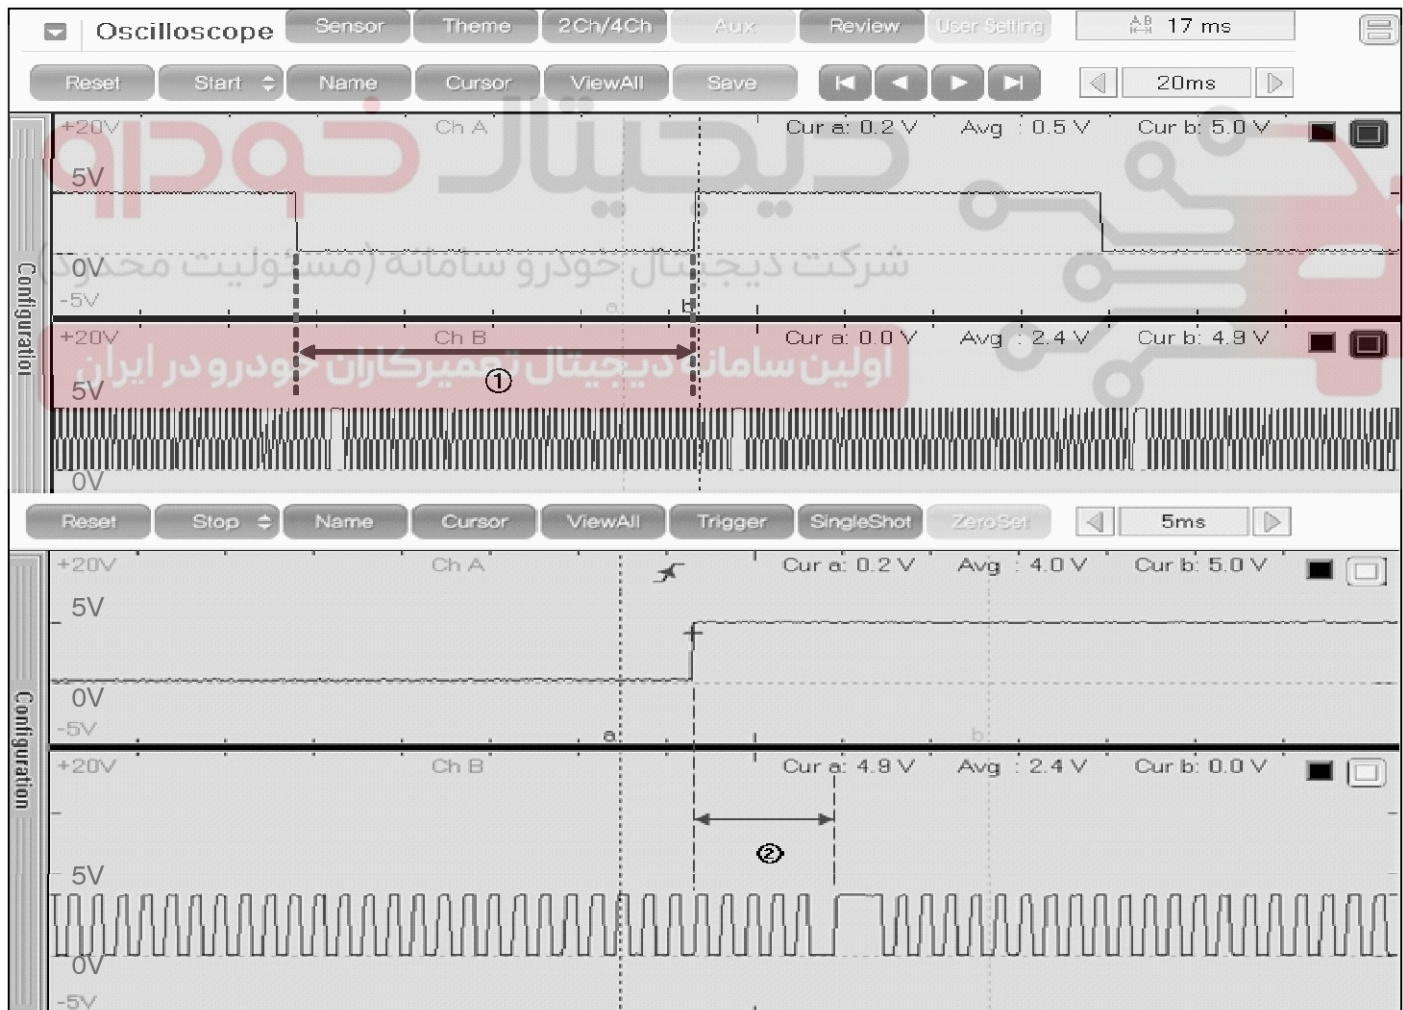 Oscilloscope Sensor Theme 2Ch/4Ch Aux Review User Setting A B 17 ms
Reset Start Name Cursor ViewAll Save 20ms
+20V Ch A Cur a: 0.2 V Avg : 0.5 V Cur b: 5.0 V
دیجیتال خودرو
5V
شرکت دیجیتال خودرو سامانه (مسئولیت محدود)
0V
-5V a b
Configuration
+20V Ch B Cur a: 0.0 V Avg : 2.4 V Cur b: 4.9 V
اولین سامانه دیجیتال تعمیرکاران خودرو در ایران
①
5V
0V
Reset Stop Name Cursor ViewAll Trigger SingleShot ZeroSet 5ms
+20V Ch A Cur a: 0.2 V Avg : 4.0 V Cur b: 5.0 V
5V
0V
-5V a b
Configuration
+20V Ch B Cur a: 4.9 V Avg : 2.4 V Cur b: 0.0 V
②
5V
0V
-5V